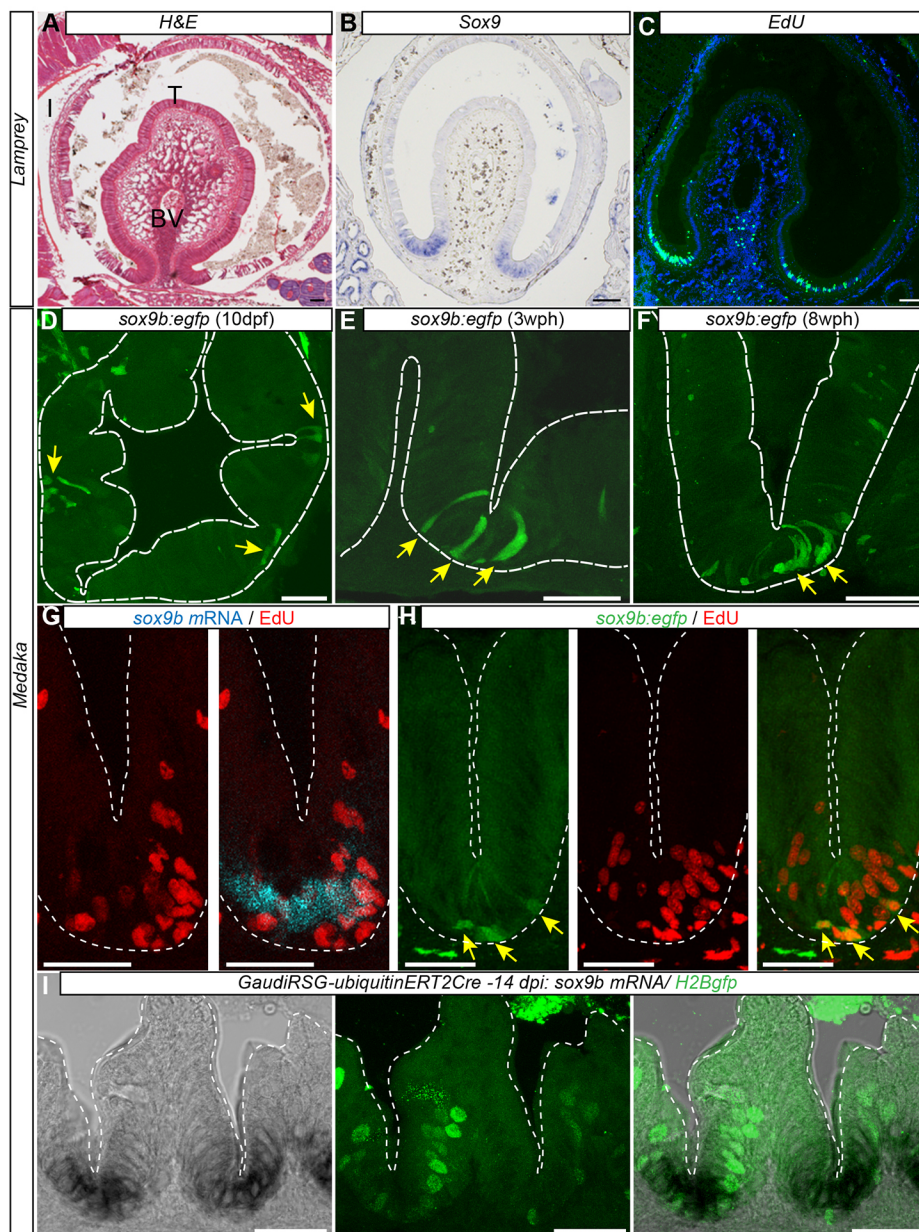 A H&E
B Sox9
C EdU
T
I
BV
Lamprey
D sox9b:egfp (10dpf)
E sox9b:egfp (3wph)
F sox9b:egfp (8wph)
G sox9b mRNA / EdU
H sox9b:egfp / EdU
Medaka
I GaudiRSG-ubiquitinERT2Cre -14 dpi: sox9b mRNA/ H2Bgfp